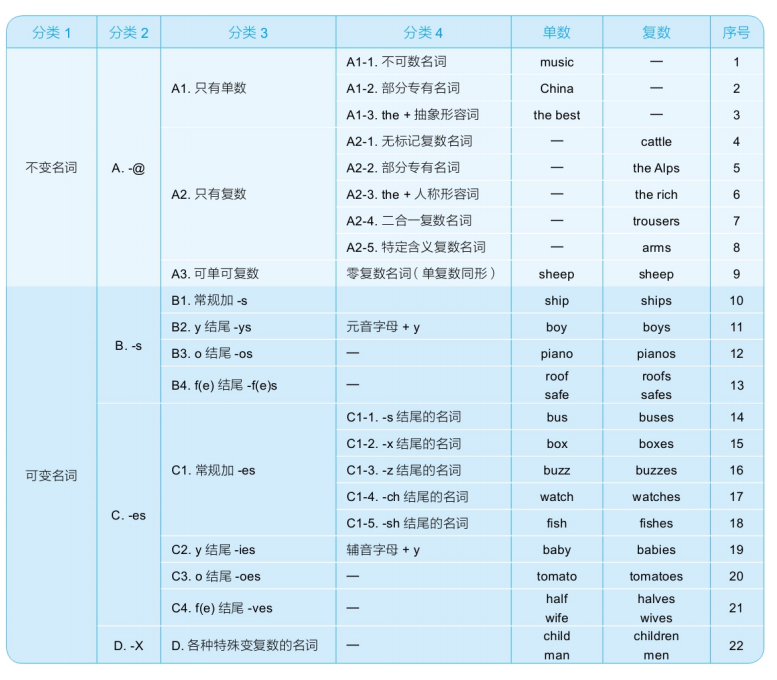 分类 1 分类 2 分类 3 分类 4 单数 复数 序号
不变名词 A. -@ A1. 只有单数 A1-1. 不可数名词 music — 1
A1-2. 部分专有名词 China — 2
A1-3. the + 抽象形容词 the best — 3
A2. 只有复数 A2-1. 无标记复数名词 — cattle 4
A2-2. 部分专有名词 — the Alps 5
A2-3. the + 人称形容词 — the rich 6
A2-4. 二合一复数名词 — trousers 7
A2-5. 特定含义复数名词 — arms 8
A3. 可单可复数 零复数名词（单复数同形） sheep sheep 9
可变名词 B. -s B1. 常规加 -s ship ships 10
B2. y 结尾 -ys 元音字母 + y boy boys 11
B3. o 结尾 -os — piano pianos 12
B4. f(e) 结尾 -f(e)s — roof roofs 13
safe safes
C. -es C1. 常规加 -es C1-1. -s 结尾的名词 bus buses 14
C1-2. -x 结尾的名词 box boxes 15
C1-3. -z 结尾的名词 buzz buzzes 16
C1-4. -ch 结尾的名词 watch watches 17
C1-5. -sh 结尾的名词 fish fishes 18
C2. y 结尾 -ies 辅音字母 + y baby babies 19
C3. o 结尾 -oes — tomato tomatoes 20
C4. f(e) 结尾 -ves — half halves 21
wife wives
D. -X D. 各种特殊变复数的名词 — child children 22
man men